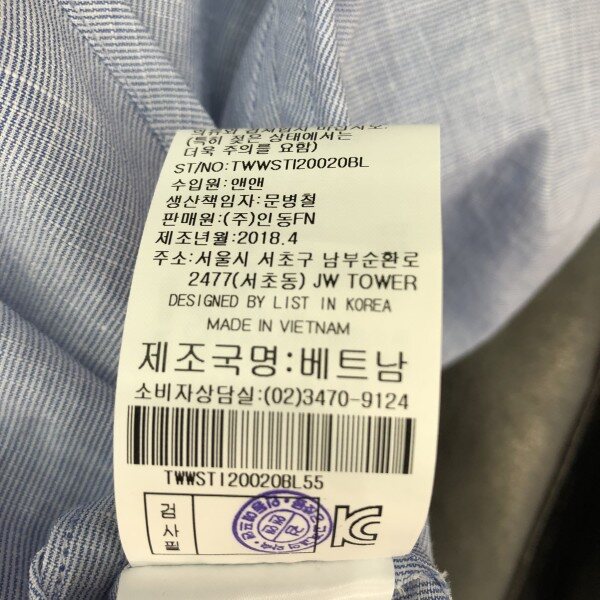 (특히 젖은 상태에서는
더욱 주의를 요함)
ST/NO:TWWSTI20020BL
수입원:앤앤
생산책임자:문병철
판매원:(주)인동FN
제조년월:2018.4
주소:서울시 서초구 남부순환로
2477(서초동) JW TOWER
DESIGNED BY LIST IN KOREA
MADE IN VIETNAM
제조국명:베트남
소비자상담실:(02)3470-9124
TWWSTI20020BL55
검사필